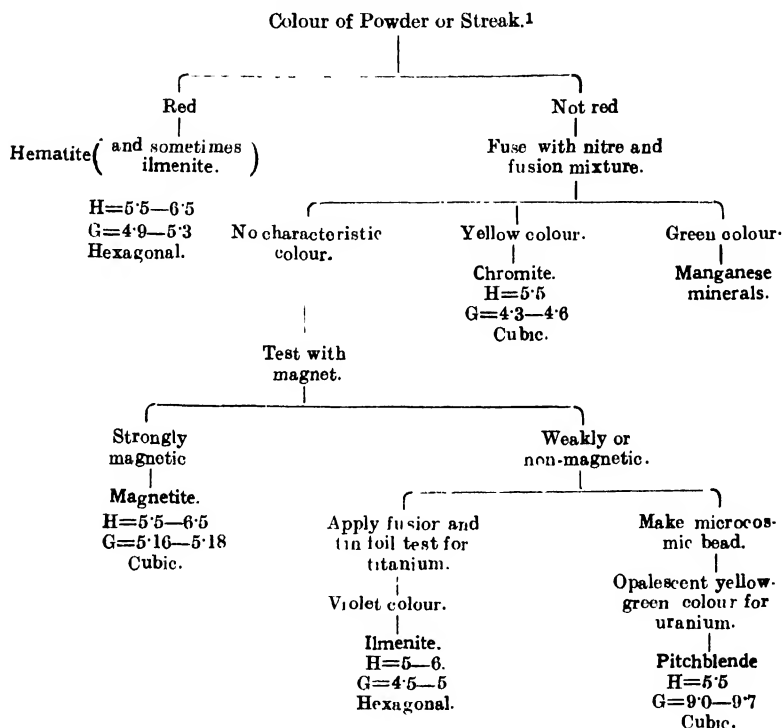 Colour of Powder or Streak.1
Red
Not red
Hematite ( and sometimes
ilmenite. )
Fuse with nitre and
fusion mixture.
H=5·5—6·5
G=4·9—5·3
Hexagonal.
No characteristic
colour.
Yellow colour.
Green colour.
Chromite.
H=5·5
G=4·3—4·6
Cubic.
Manganese
minerals.
Test with
magnet.
Strongly
magnetic
Weakly or
non-magnetic.
Magnetite.
H=5·5—6·5
G=5·16—5·18
Cubic.
Apply fusior and
tin foil test for
titanium.
Make microcos-
mic bead.
Violet colour.
Opalescent yellow-
green colour for
uranium.
Ilmenite.
H=5—6.
G=4·5—5
Hexagonal.
Pitchblende
H=5·5
G=9·0—9·7
Cubic.